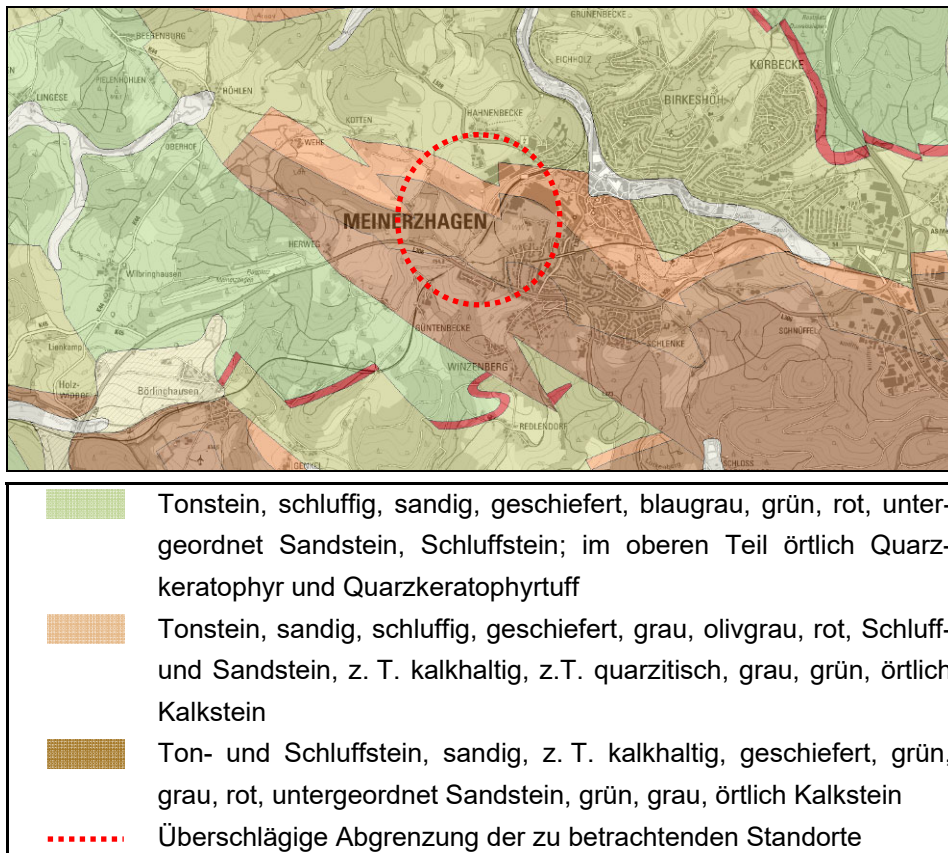 GRUNENBECKE
BEERENBURG
EICHHOLZ
KORBECKE
PIELENHÖHLEN
HÖHLEN
BIRKESHÖH
LINGESE
HAHNENBECKE
KOTTEN
WEHE
OBERHOF
MEINERZHAGEN
HERWEG
Wilbringhausen
Lienkamp
GÜNTENBECKE
SCHNÜFFEL
SCHLENKE
WINZENBERG
Holz-
Börlinghausen
REDLENDORF
SCHLOSS
Tonstein, schluffig, sandig, geschiefert, blaugrau, grün, rot, unter-
geordnet Sandstein, Schluffstein; im oberen Teil örtlich Quarz-
keratophyr und Quarzkeratophyrtuff
Tonstein, sandig, schluffig, geschiefert, grau, olivgrau, rot, Schluff-
und Sandstein, z. T. kalkhaltig, z.T. quarzitisch, grau, grün, örtlich
Kalkstein
Ton- und Schluffstein, sandig, z. T. kalkhaltig, geschiefert, grün,
grau, rot, untergeordnet Sandstein, grün, grau, örtlich Kalkstein
Überschlägige Abgrenzung der zu betrachtenden Standorte